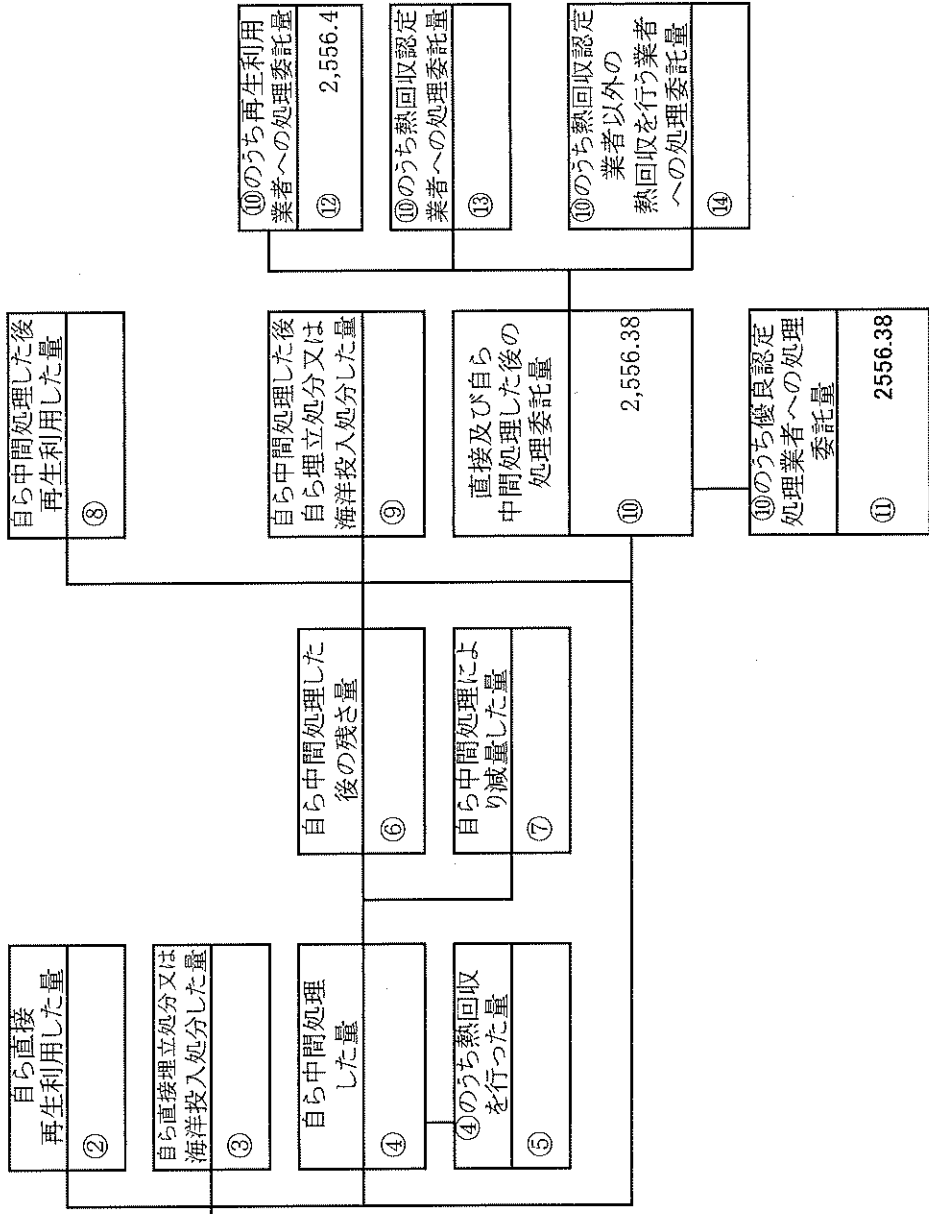 自ら直接
再生利用した量
②
自ら直接埋立処分又は
海洋投入処分した量
③
自ら中間処理
した量
④
④のうち熱回収
を行った量
⑤
自ら中間処理した
後の残さ量
⑥
自ら中間処理によ
り減量した量
⑦
自ら中間処理した後
再生利用した量
⑧
自ら中間処理した後
自ら埋立処分又は
海洋投入処分した量
⑨
直接及び自ら
中間処理した後の
処理委託量
⑩ 2,556.38
⑩のうち優良認定
処理業者への処理
委託量
⑪ 2556.38
⑩のうち再生利用
業者への処理委託量
⑫ 2,556.4
⑩のうち熱回収認定
業者への処理委託量
⑬
⑩のうち熱回収認定
業者以外の
熱回収を行う業者
への処理委託量
⑭